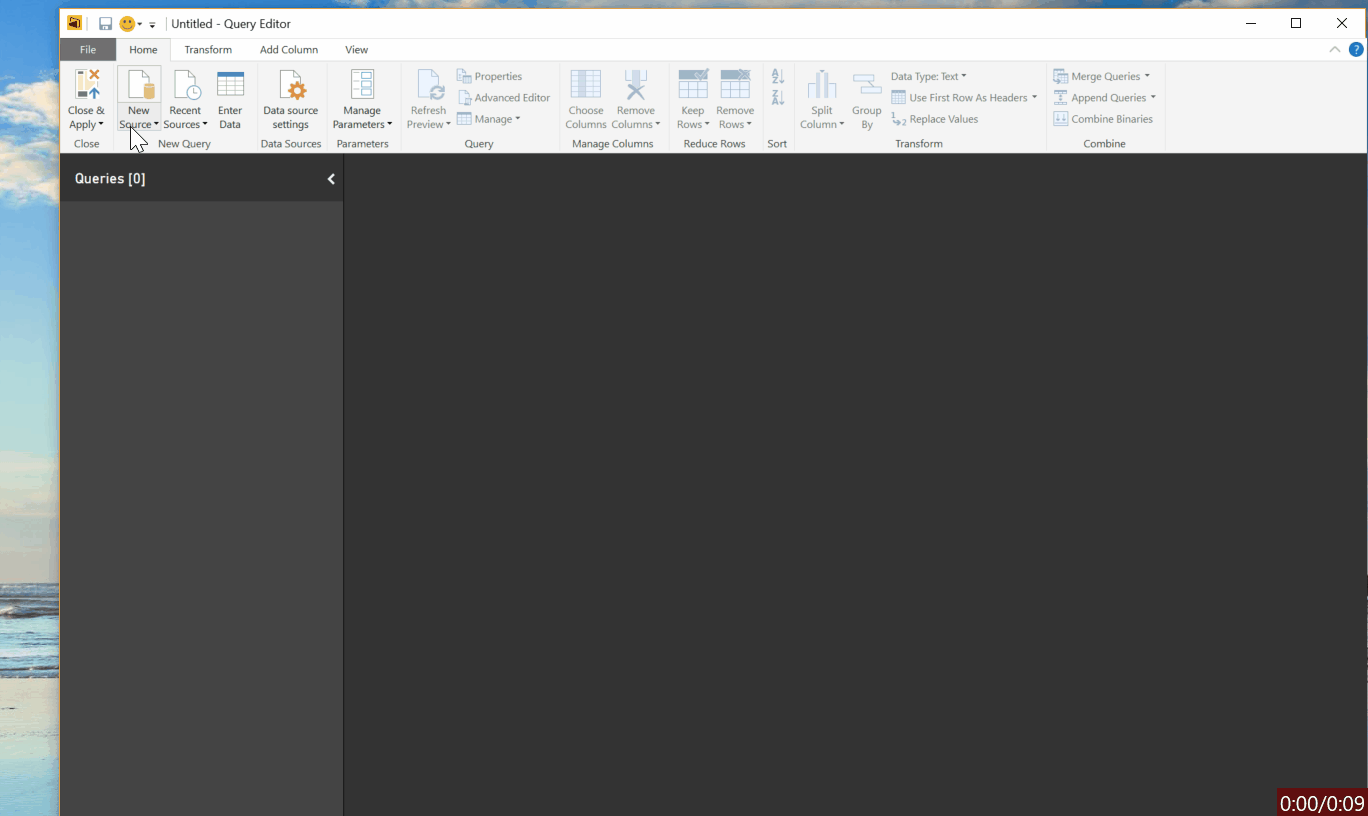 Untitled - Query Editor
File Home Transform Add Column View
Close & Apply
New Source
Recent Sources
Enter Data
Data source settings
Manage Parameters
Refresh Preview
Properties
Advanced Editor
Manage
Choose Columns
Remove Columns
Keep Rows
Remove Rows
Split Column
Group By
Data Type: Text
Use First Row As Headers
Replace Values
Merge Queries
Append Queries
Combine Binaries
Close New Query Data Sources Parameters Query Manage Columns Reduce Rows Sort Transform Combine
Queries [0]
0:00/0:09